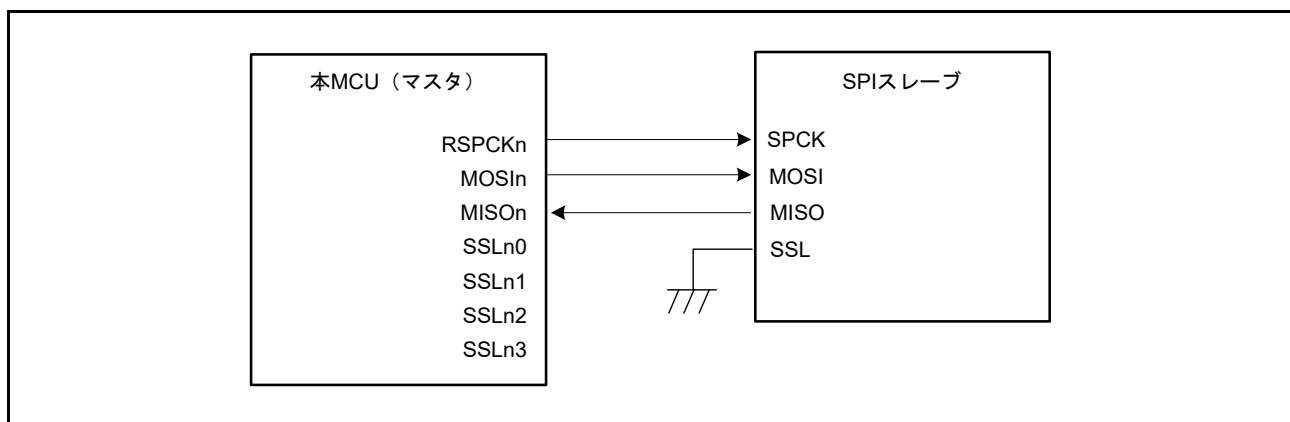 本MCU（マスタ）
RSPCKn
MOSIn
MISOn
SSLn0
SSLn1
SSLn2
SSLn3
SPIスレーブ
SPCK
MOSI
MISO
SSL